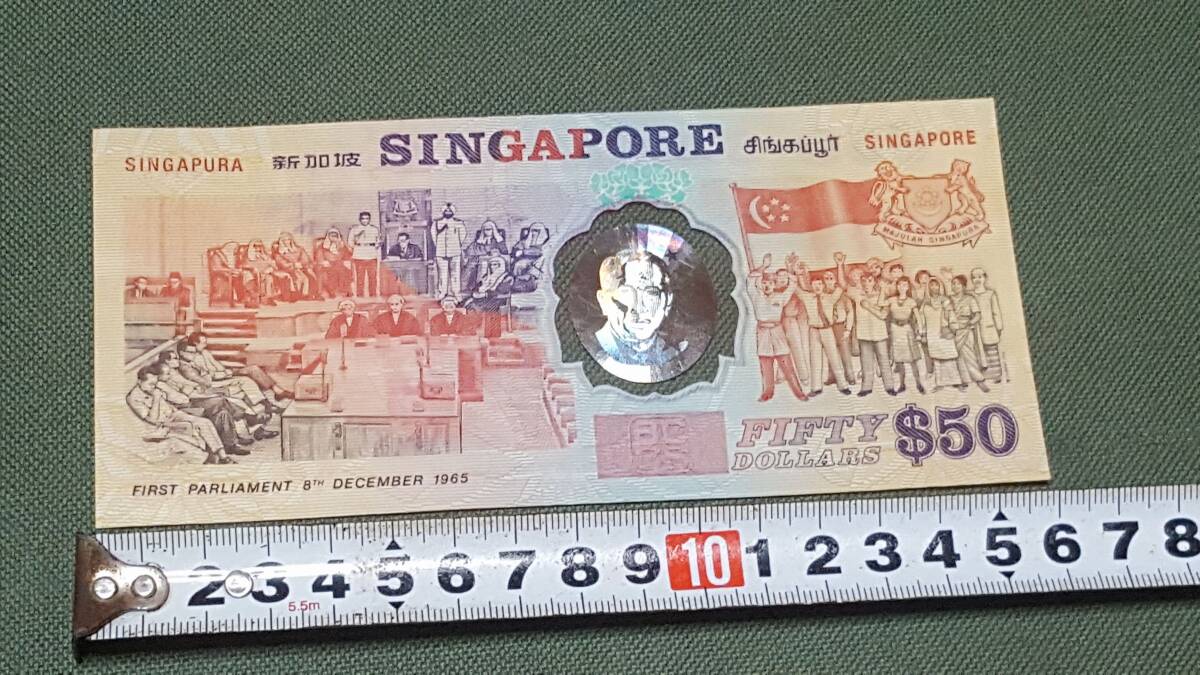 SINGAPURA 新加坡 SINGAPORE சிங்கப்பூர் SINGAPORE
MAJULAH SINGAPURA
BCCS
FIFTY
DOLLARS
$50
FIRST PARLIAMENT 8TH DECEMBER 1965
2 3 4 5 6 7 8 9 10 1 2 3 4 5 6 7 8
5.5m